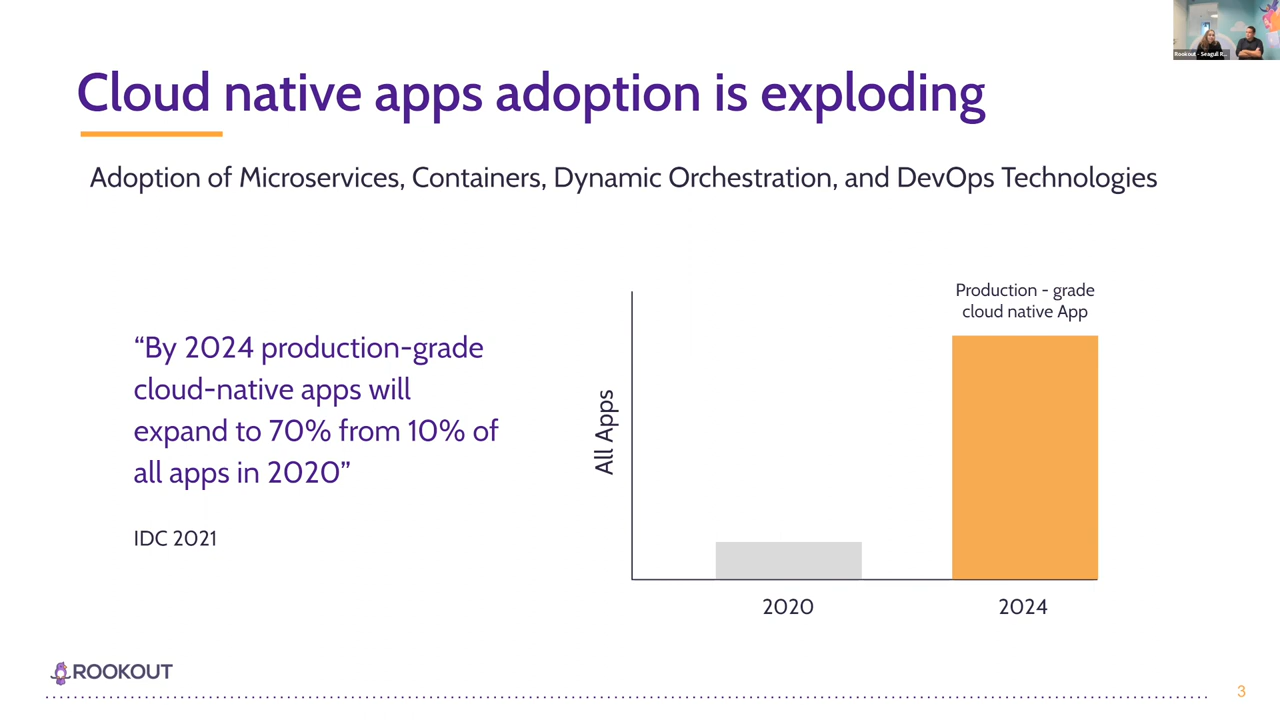 Rookout - Seagull R...
Cloud native apps adoption is exploding
Adoption of Microservices, Containers, Dynamic Orchestration, and DevOps Technologies
“By 2024 production-grade
cloud-native apps will
expand to 70% from 10% of
all apps in 2020”
IDC 2021
All Apps
Production - grade
cloud native App
2020
2024
ROOKOUT
3